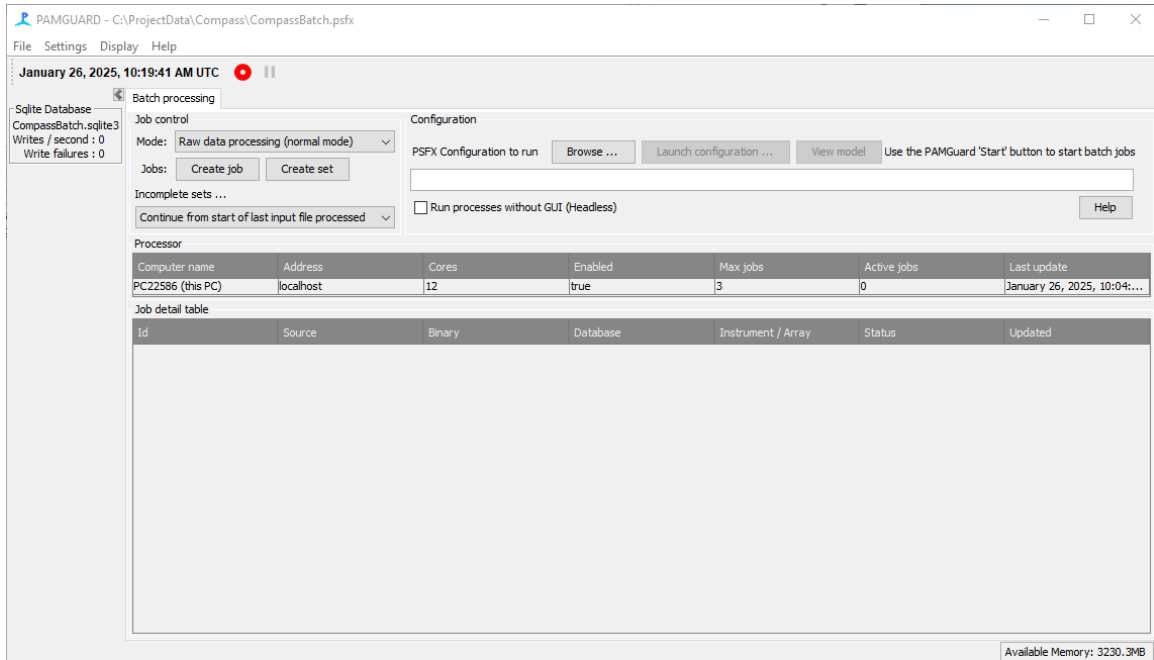 PAMGUARD - C:\ProjectData\Compass\CompassBatch.psfx
File Settings Display Help
January 26, 2025, 10:19:41 AM UTC
Sqlite Database
CompassBatch.sqlite3
Writes / second : 0
Write failures : 0
Batch processing
Job control
Mode: Raw data processing (normal mode)
Jobs: Create job Create set
Incomplete sets ...
Continue from start of last input file processed
Configuration
PSFX Configuration to run Browse ... Launch configuration ... View model Use the PAMGuard 'Start' button to start batch jobs
Run processes without GUI (Headless) Help
Processor
Computer name Address Cores Enabled Max jobs Active jobs Last update
PC22586 (this PC) localhost 12 true 3 0 January 26, 2025, 10:04:...
Job detail table
Id Source Binary Database Instrument / Array Status Updated
Available Memory: 3230.3MB